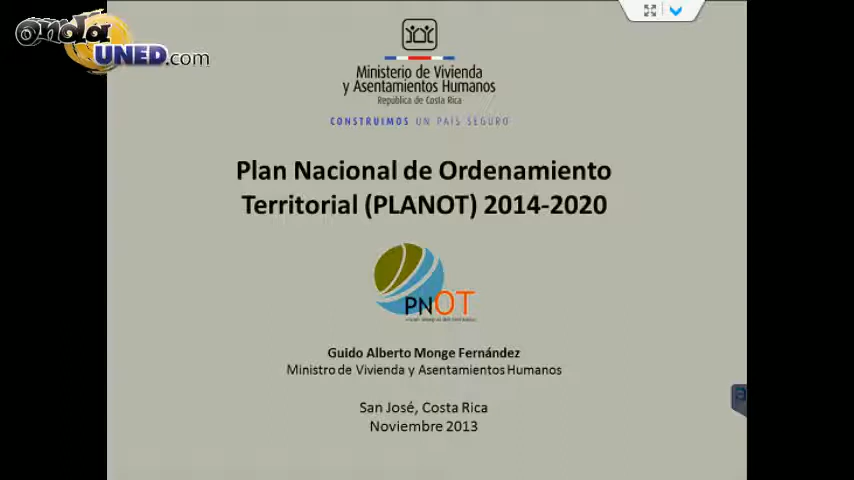 onda
UNED.com
Ministerio de Vivienda
y Asentamientos Humanos
República de Costa Rica
CONSTRUIMOS UN PAÍS SEGURO
Plan Nacional de Ordenamiento
Territorial (PLANOT) 2014-2020
PNOT
Guido Alberto Monge Fernández
Ministro de Vivienda y Asentamientos Humanos
San José, Costa Rica
Noviembre 2013